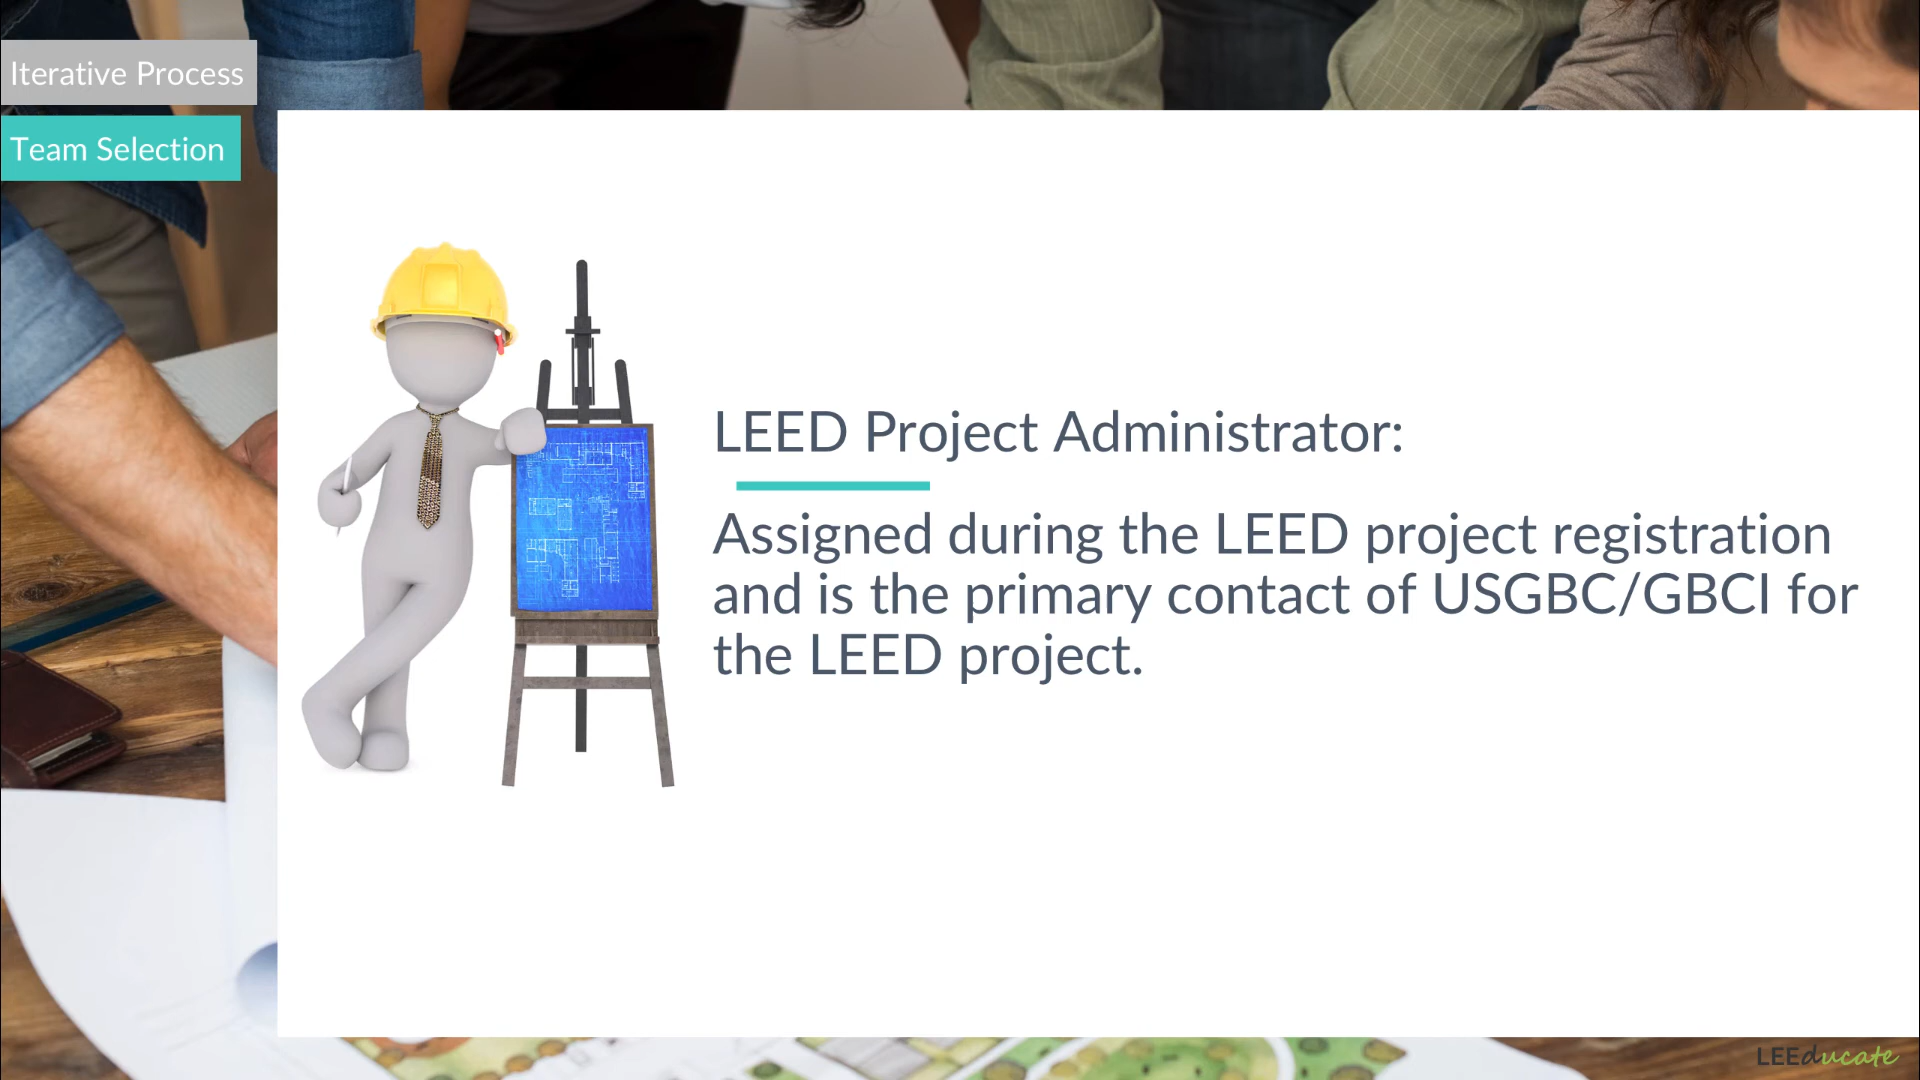 Iterative Process
Team Selection
LEED Project Administrator:
Assigned during the LEED project registration
and is the primary contact of USGBC/GBCI for
the LEED project.
LEEducate